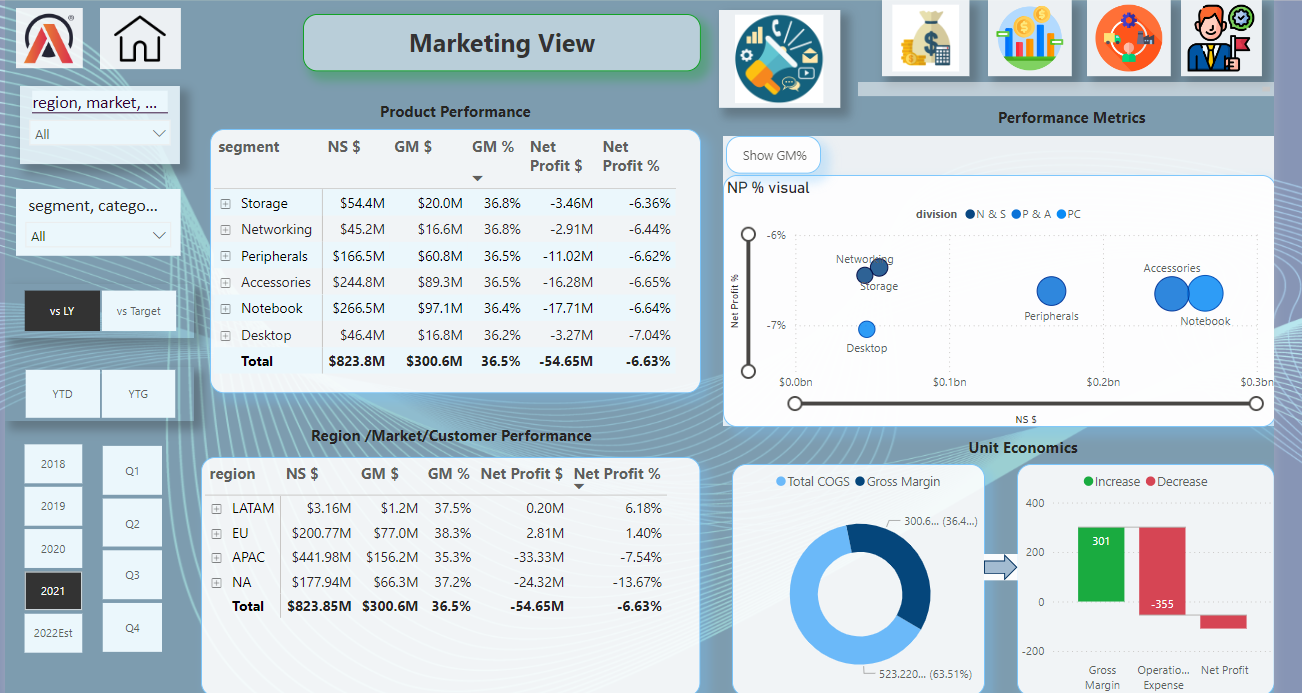 Marketing View
region, market, ...
All
segment, catego...
All
vs LY
vs Target
YTD
YTG
2018
2019
2020
2021
2022Est
Q1
Q2
Q3
Q4
Product Performance
segment NS $ GM $ GM % Net Profit $ Net Profit %
Storage $54.4M $20.0M 36.8% -3.46M -6.36%
Networking $45.2M $16.6M 36.8% -2.91M -6.44%
Peripherals $166.5M $60.8M 36.5% -11.02M -6.62%
Accessories $244.8M $89.3M 36.5% -16.28M -6.65%
Notebook $266.5M $97.1M 36.4% -17.71M -6.64%
Desktop $46.4M $16.8M 36.2% -3.27M -7.04%
Total $823.8M $300.6M 36.5% -54.65M -6.63%
Region /Market/Customer Performance
region NS $ GM $ GM % Net Profit $ Net Profit %
LATAM $3.16M $1.2M 37.5% 0.20M 6.18%
EU $200.77M $77.0M 38.3% 2.81M 1.40%
APAC $441.98M $156.2M 35.3% -33.33M -7.54%
NA $177.94M $66.3M 37.2% -24.32M -13.67%
Total $823.85M $300.6M 36.5% -54.65M -6.63%
Performance Metrics
Show GM%
NP % visual
division N & S P & A PC
Net Profit %
-6%
-7%
Networking
Storage
Desktop
Peripherals
Accessories
Notebook
$0.0bn $0.1bn $0.2bn $0.3bn
NS $
Unit Economics
Total COGS Gross Margin
300.6... (36.4...)
523.220... (63.51%)
Increase Decrease
400
200
0
-200
301
-355
Gross Margin
Operatio... Expense
Net Profit